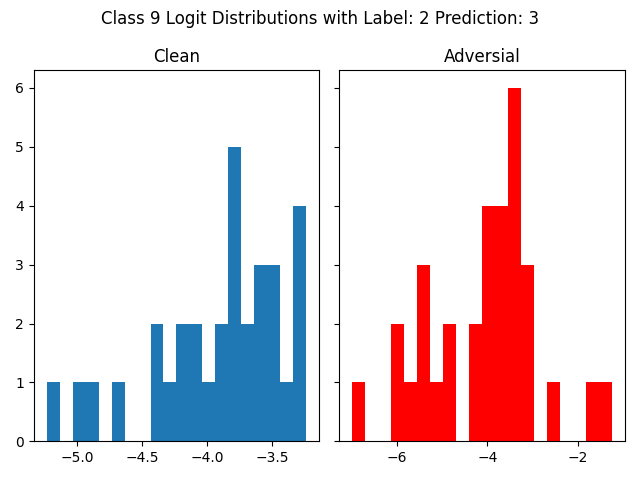 Class 9 Logit Distributions with Label: 2 Prediction: 3
Clean
Adversial
6
5
4
3
2
1
0
−5.0 −4.5 −4.0 −3.5
−6 −4 −2